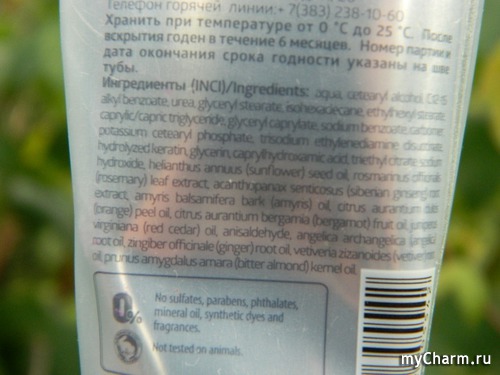 Телефон горячей линии:+7(383) 238-10-60
Хранить при температуре от 0 °С до 25 °С. После
вскрытия годен в течение 6 месяцев. Номер партии и
дата окончания срока годности указаны на шве
тубы.
Ингредиенты (INCI)/Ingredients: aqua, cetearyl alcohol, C12-15
alkyl benzoate, urea, glyceryl stearate, isohexadecane, ethylhexyl stearate,
caprylic/capric triglyceride, glyceryl caprylate, sodium benzoate, carbomer,
potassium cetearyl phosphate, trisodium ethylenediamine disuccinate,
hydrolyzed keratin, glycerin, caprylhydroxamic acid, triethyl citrate, sodium
hydroxide, helianthus annuus (sunflower) seed oil, rosmarinus officinalis
(rosemary) leaf extract, acanthopanax senticosus (siberian ginseng) root
extract, amyris balsamifera bark (amyris) oil, citrus aurantium dulcis
(orange) peel oil, citrus aurantium bergamia (bergamot) fruit oil, juniperus
virginiana (red cedar) oil, anisaldehyde, angelica archangelica (angelica)
root oil, zingiber officinale (ginger) root oil, vetiveria zizanoides (vetiver) root
oil, prunus amygdalus amara (bitter almond) kernel oil.
0%
No sulfates, parabens, phthalates,
mineral oil, synthetic dyes and
fragrances.
Not tested on animals.
myCharm.ru